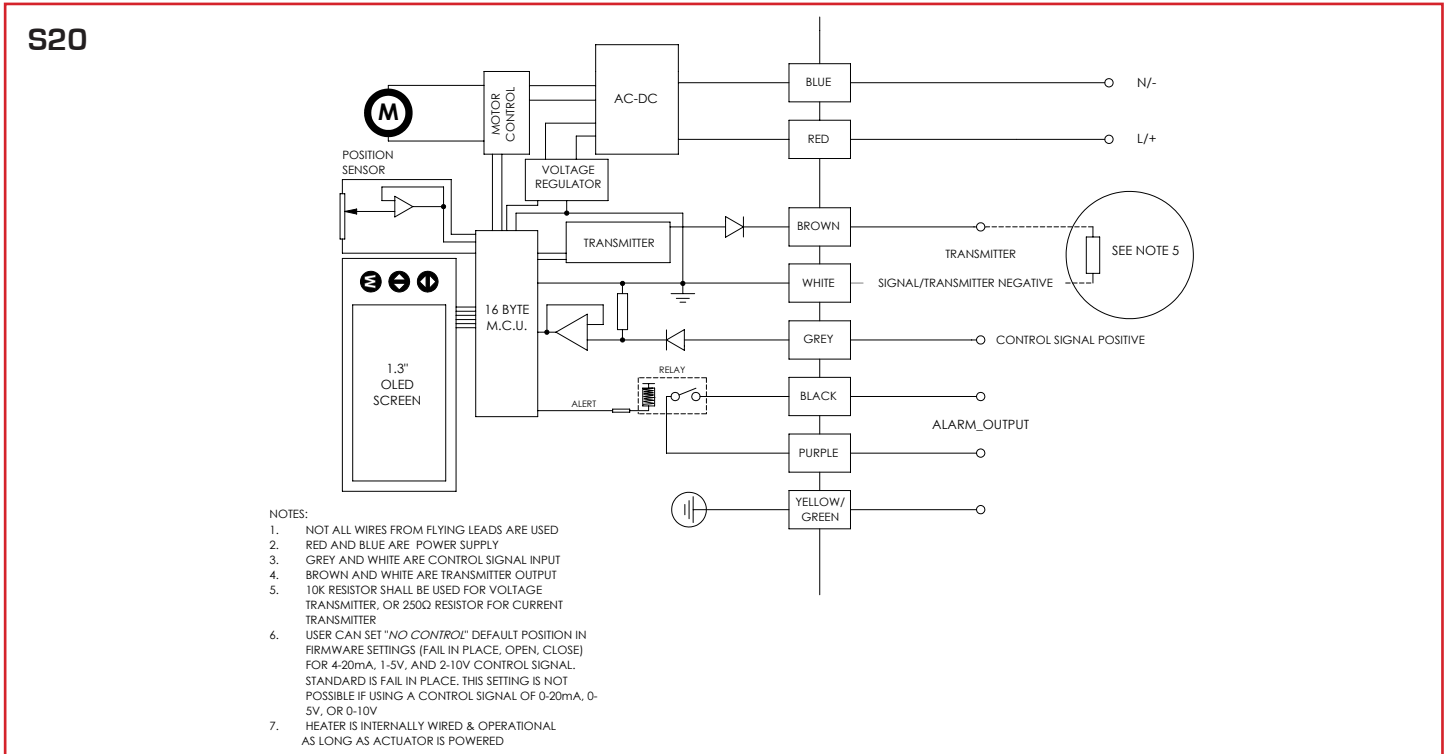 S20
BLUE
N/-
AC-DC
MOTOR
CONTROL
M
RED
L/+
POSITION
SENSOR
VOLTAGE
REGULATOR
BROWN
TRANSMITTER
TRANSMITTER
SEE NOTE 5
WHITE
SIGNAL/TRANSMITTER NEGATIVE
M
16 BYTE
M.C.U.
GREY
CONTROL SIGNAL POSITIVE
1.3"
OLED
SCREEN
RELAY
BLACK
ALERT
ALARM_OUTPUT
PURPLE
YELLOW/
GREEN
NOTES:
1. NOT ALL WIRES FROM FLYING LEADS ARE USED
2. RED AND BLUE ARE POWER SUPPLY
3. GREY AND WHITE ARE CONTROL SIGNAL INPUT
4. BROWN AND WHITE ARE TRANSMITTER OUTPUT
5. 10K RESISTOR SHALL BE USED FOR VOLTAGE
TRANSMITTER, OR 250Ω RESISTOR FOR CURRENT
TRANSMITTER
6. USER CAN SET "NO CONTROL" DEFAULT POSITION IN
FIRMWARE SETTINGS (FAIL IN PLACE, OPEN, CLOSE)
FOR 4-20mA, 1-5V, AND 2-10V CONTROL SIGNAL.
STANDARD IS FAIL IN PLACE. THIS SETTING IS NOT
POSSIBLE IF USING A CONTROL SIGNAL OF 0-20mA, 0-
5V, OR 0-10V
7. HEATER IS INTERNALLY WIRED & OPERATIONAL
AS LONG AS ACTUATOR IS POWERED